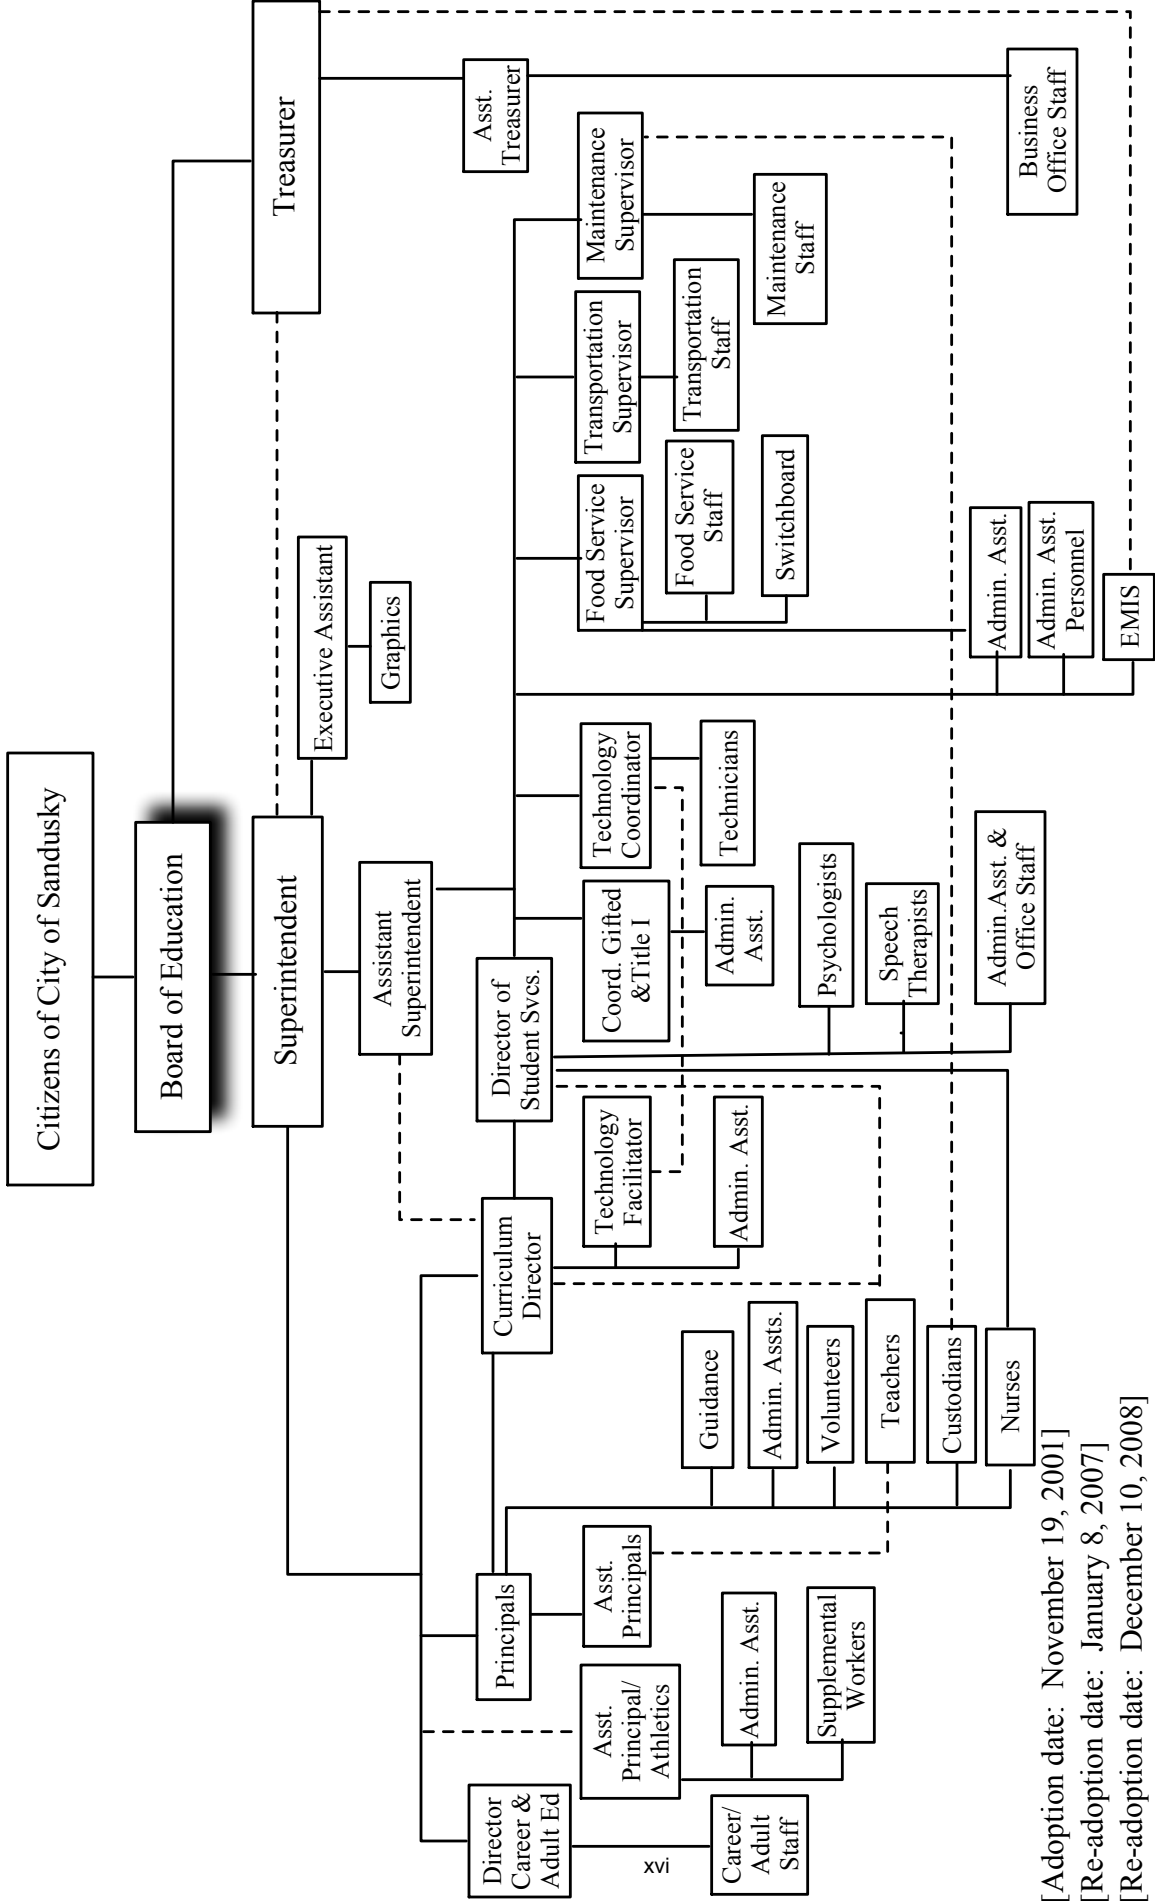 Citizens of City of Sandusky
Board of Education
Treasurer
Superintendent
Executive Assistant
Graphics
Assistant
Superintendent
Asst.
Treasurer
Director
Career &
Adult Ed
Principals
Curriculum
Director
Director of
Student Svcs.
Asst.
Principal/
Athletics
Asst.
Principals
Technology
Facilitator
Coord. Gifted
&Title I
Technology
Coordinator
Food Service
Supervisor
Transportation
Supervisor
Maintenance
Supervisor
Career/
Adult
Staff
Admin. Asst.
Supplemental
Workers
Guidance
Admin. Assts.
Volunteers
Teachers
Custodians
Nurses
Admin. Asst.
Admin.
Asst.
Technicians
Psychologists
Speech
Therapists
Admin.Asst. &
Office Staff
Food Service
Staff
Switchboard
Transportation
Staff
Maintenance
Staff
Admin. Asst.
Admin. Asst.
Personnel
EMIS
Business
Office Staff
[Adoption date: November 19, 2001]
[Re-adoption date: January 8, 2007]
[Re-adoption date: December 10, 2008]
xvi